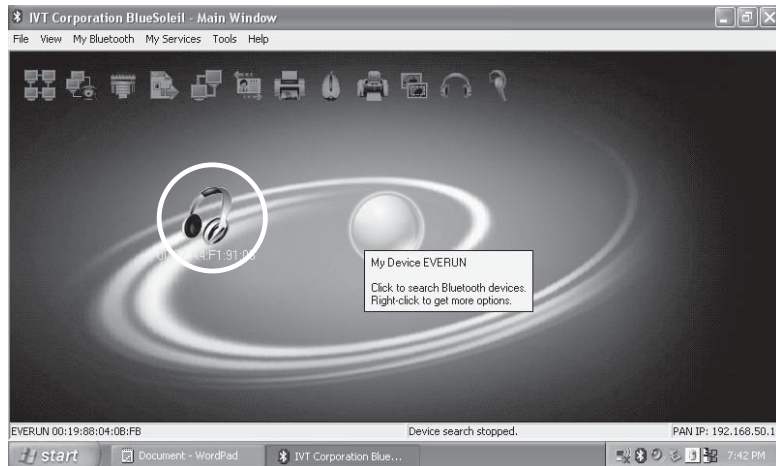 IVT Corporation BlueSoleil - Main Window
File View My Bluetooth My Services Tools Help
My Device EVERUN
Click to search Bluetooth devices.
Right-click to get more options.
EVERUN 00:19:88:04:0B:FB Device search stopped. PAN IP: 192.168.50.1
start Document - WordPad IVT Corporation Blue... 7:42 PM